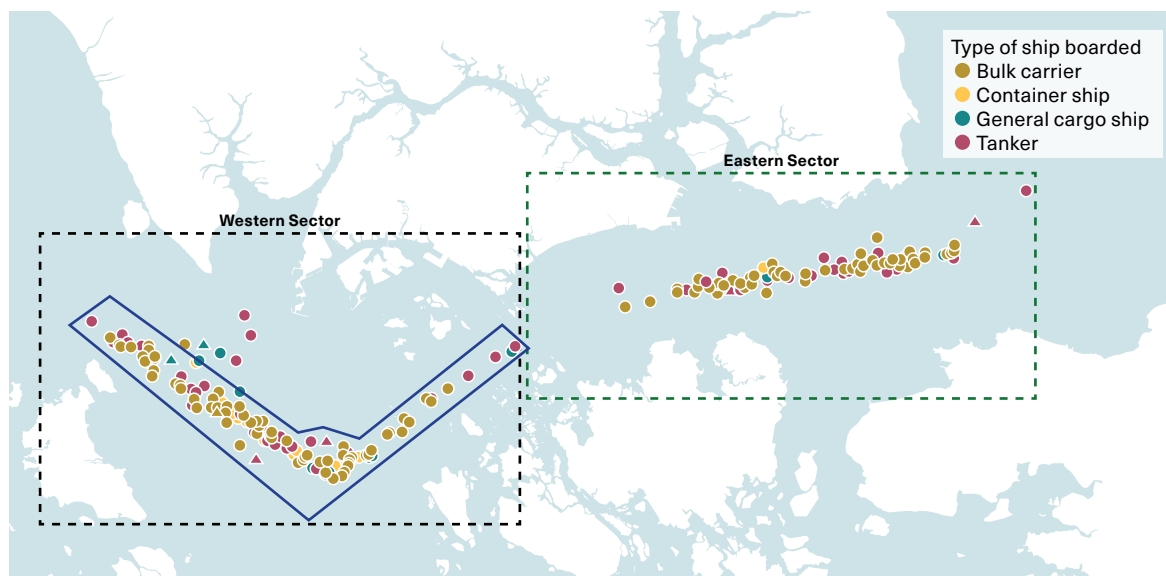 Type of ship boarded
Bulk carrier
Container ship
General cargo ship
Tanker
Eastern Sector
Western Sector